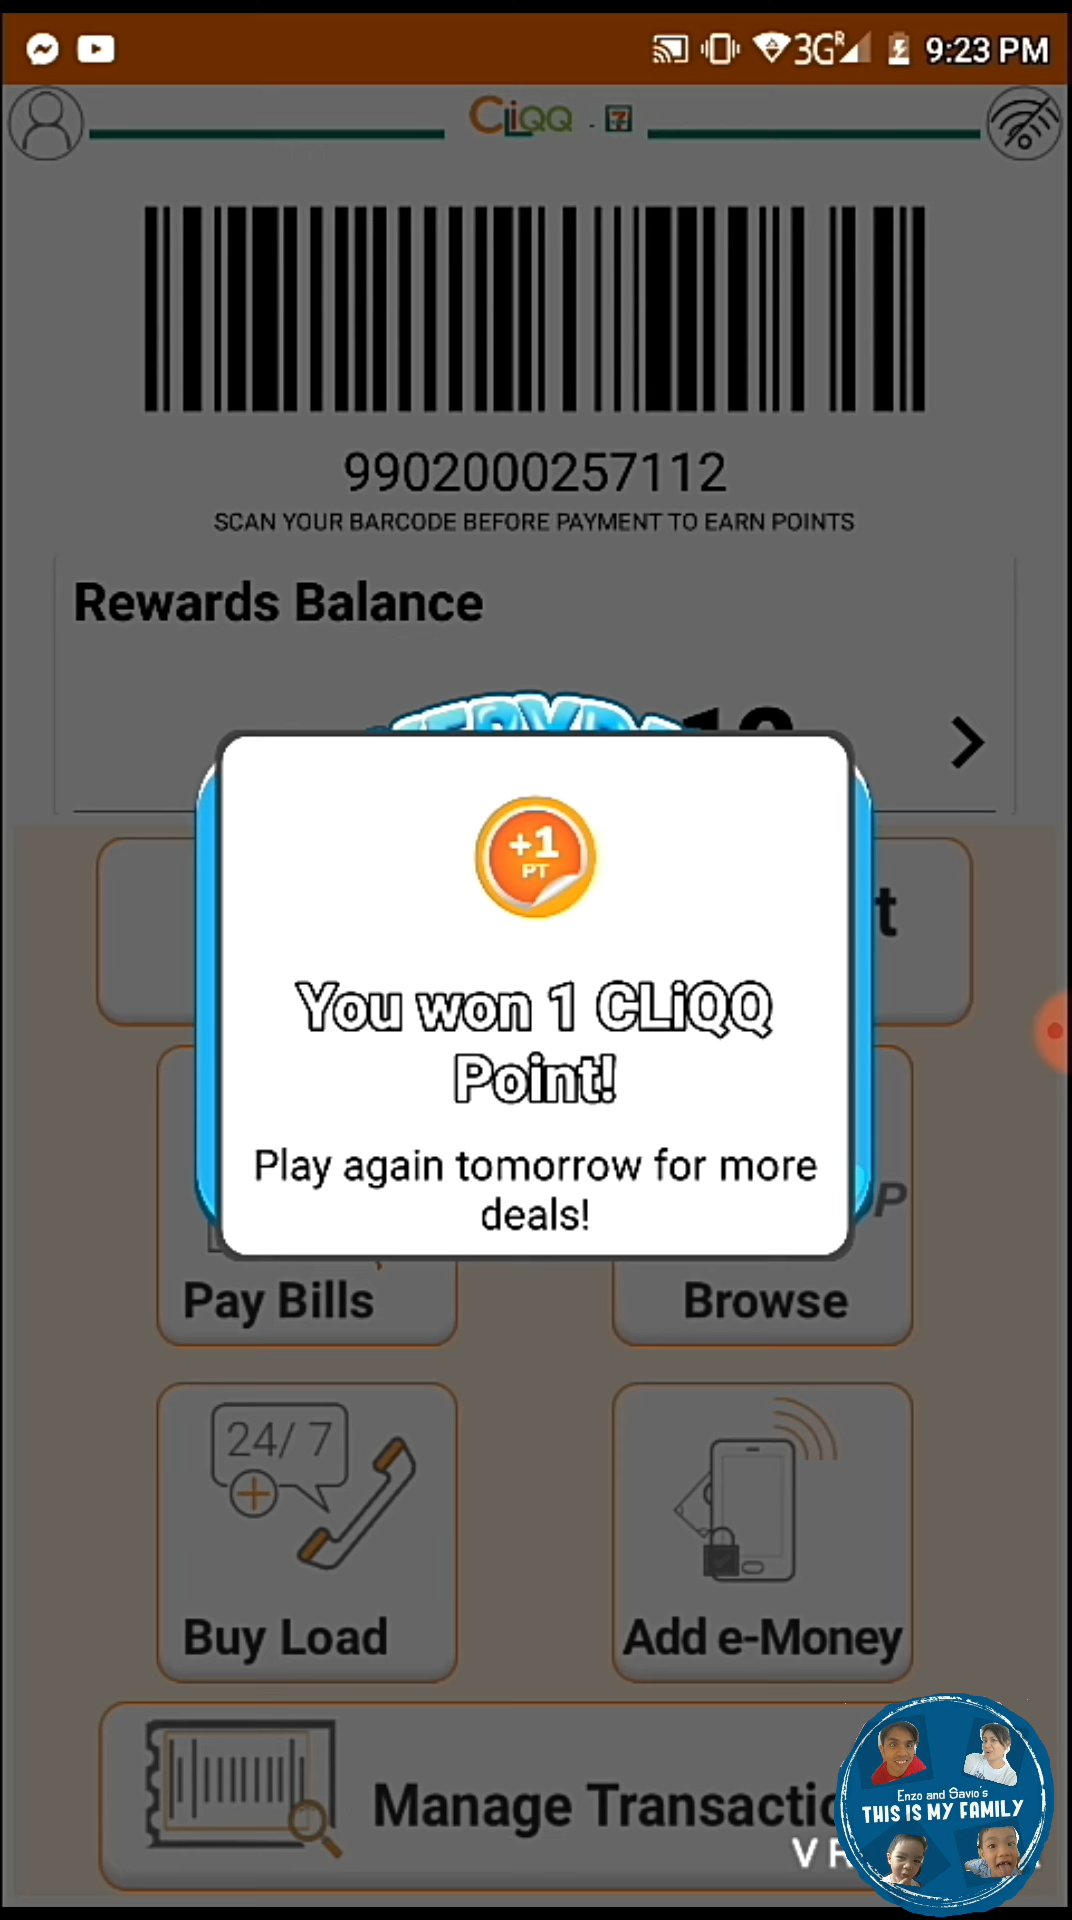 3G R 9:23 PM
CLiQQ 7
9902000257112
SCAN YOUR BARCODE BEFORE PAYMENT TO EARN POINTS
Rewards Balance
+1
PT
You won 1 CLiQQ
Point!
Play again tomorrow for more
deals!
Pay Bills
Browse
24/7
Buy Load
Add e-Money
Manage
Enzo and Savio's
THIS IS MY FAMILY